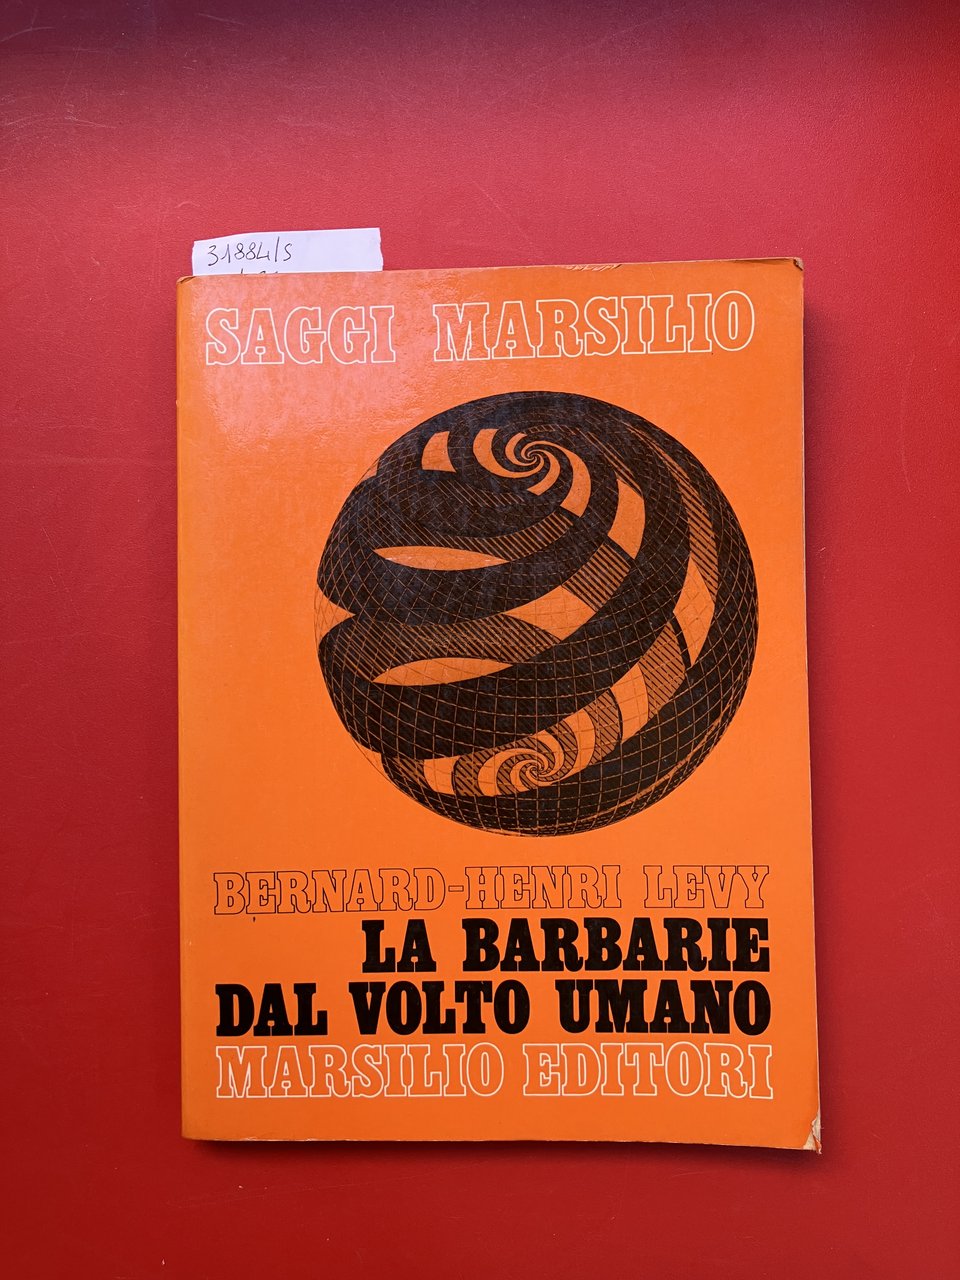 31884/S
SAGGI MARSILIO
BERNARD-HENRI LEVY
LA BARBARIE
DAL VOLTO UMANO
MARSILIO EDITORI